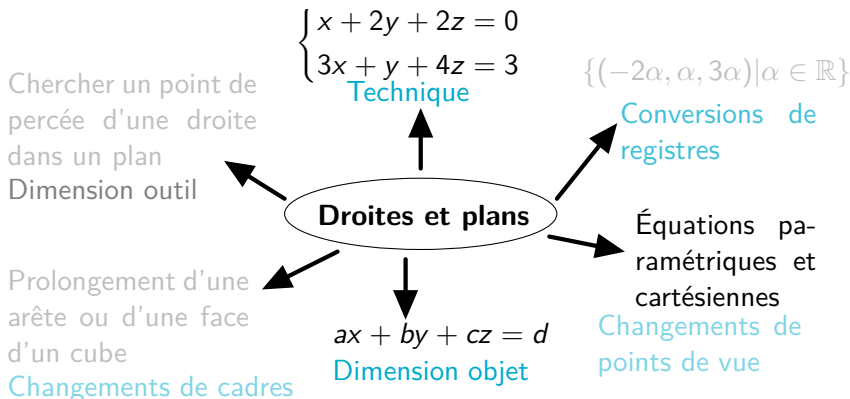 x + 2y + 2z = 0
3x + y + 4z = 3
Technique
{(−2α, α, 3α)|α ∈ ℝ}
Conversions de
registres
Chercher un point de
percée d'une droite
dans un plan
Dimension outil
Droites et plans
Équations pa-
ramétriques et
cartésiennes
Changements de
points de vue
Prolongement d'une
arête ou d'une face
d'un cube
Changements de cadres
ax + by + cz = d
Dimension objet